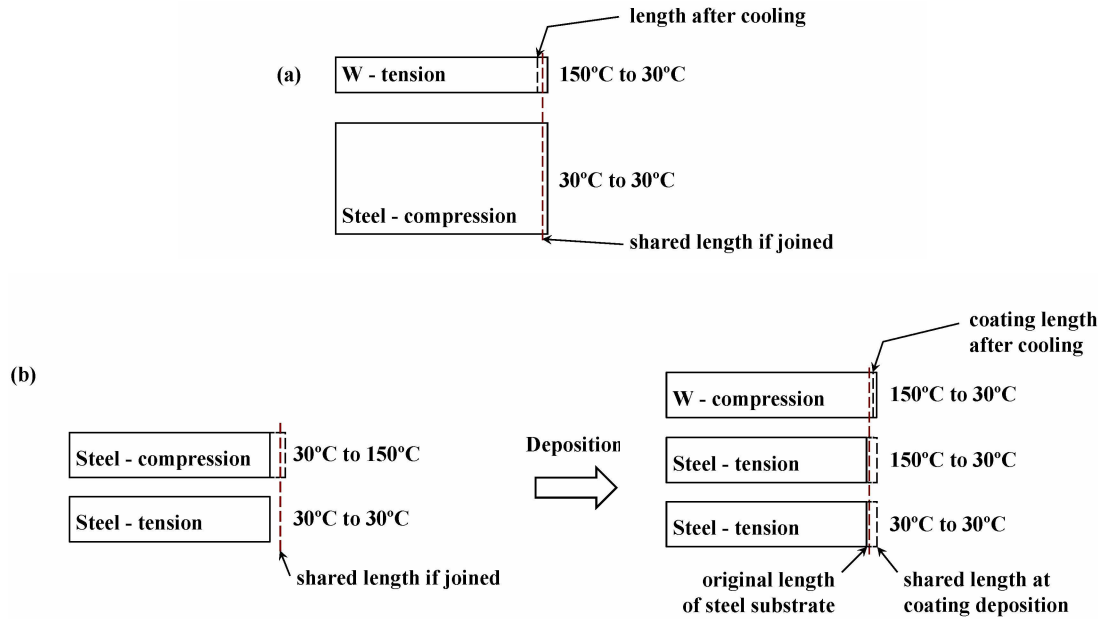 length after cooling
(a)
W - tension
150ºC to 30ºC
30ºC to 30ºC
Steel - compression
shared length if joined
(b)
Steel - compression
30ºC to 150ºC
Steel - tension
30ºC to 30ºC
shared length if joined
Deposition
coating length
after cooling
W - compression
150ºC to 30ºC
Steel - tension
150ºC to 30ºC
Steel - tension
30ºC to 30ºC
original length
of steel substrate
shared length at
coating deposition